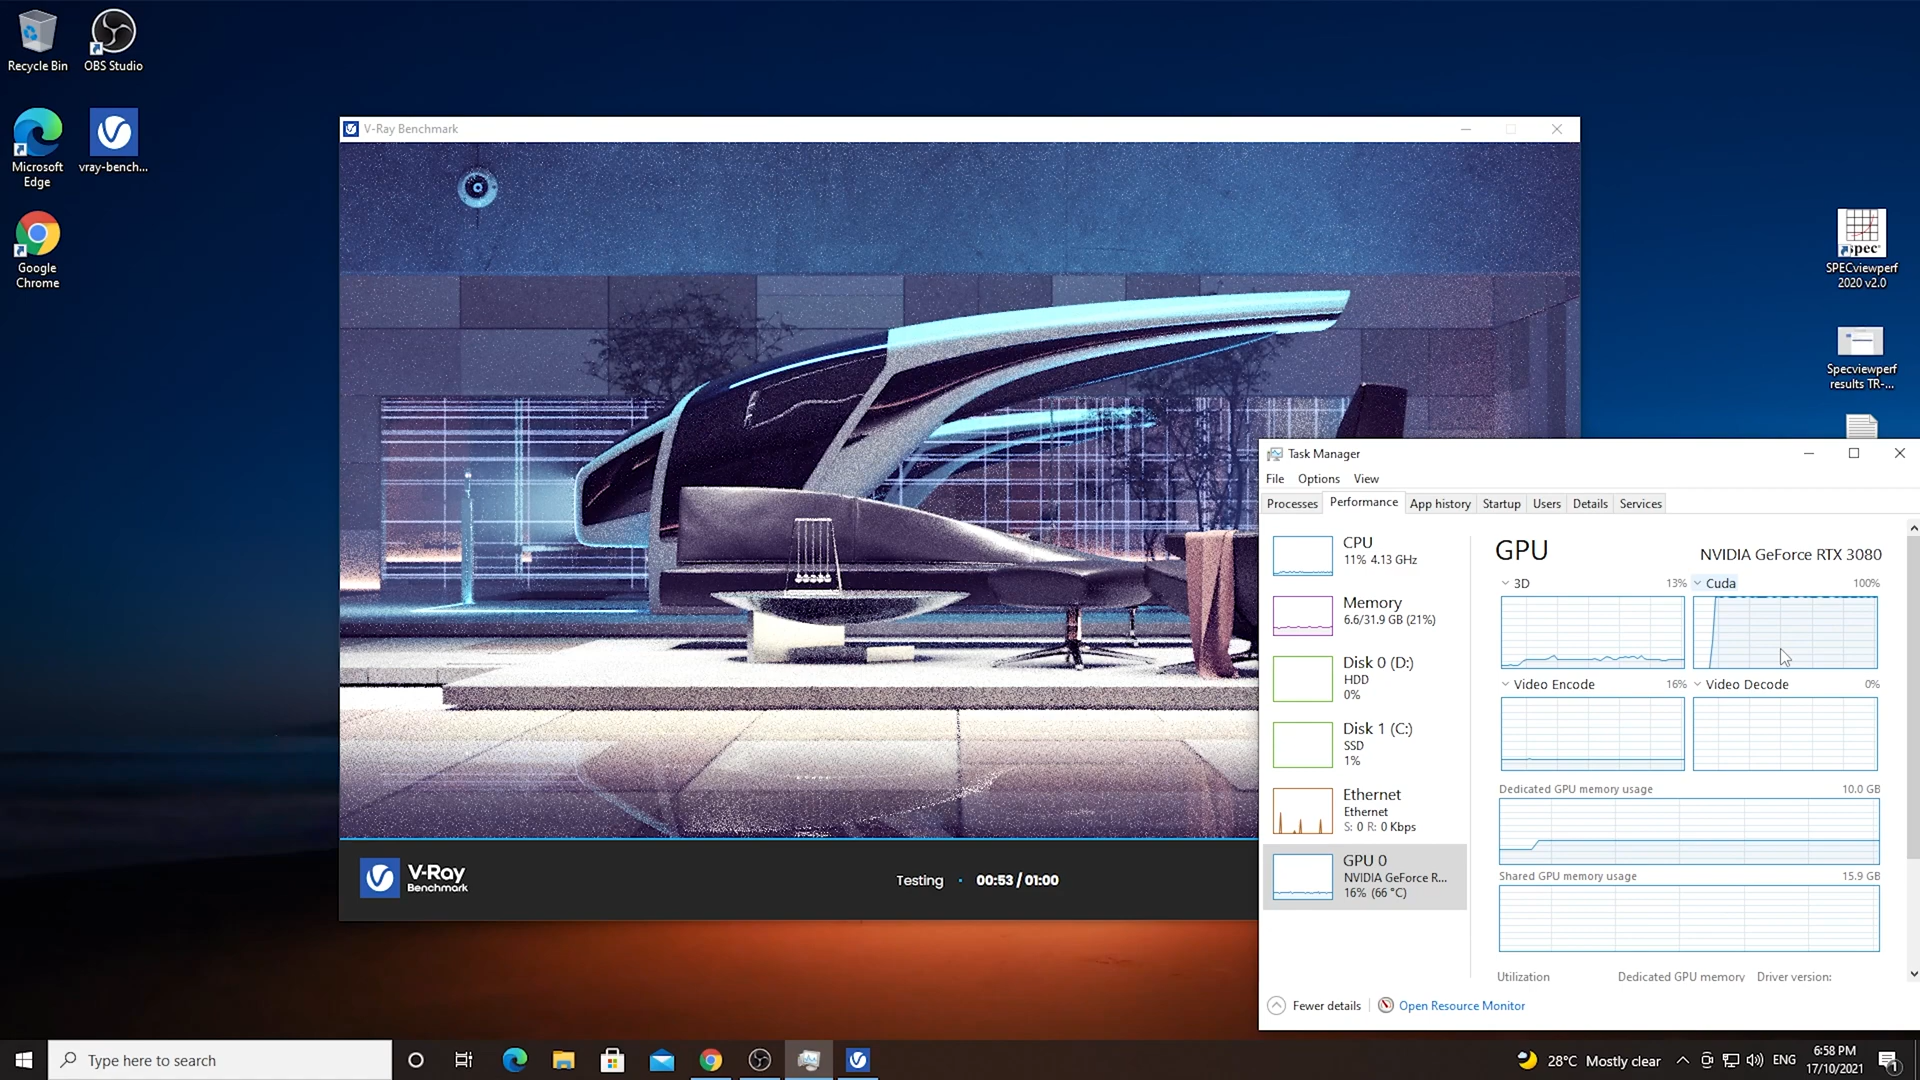 Recycle Bin
OBS Studio
Microsoft
Edge
vray-bench...
Google
Chrome
V-Ray Benchmark
spec
SPECviewperf
2020 v2.0
Specviewperf
results TR-...
V-Ray
Benchmark
Testing · 00:53 / 01:00
Task Manager
File Options View
Processes Performance App history Startup Users Details Services
CPU
11% 4.13 GHz
Memory
6.6/31.9 GB (21%)
Disk 0 (D:)
HDD
0%
Disk 1 (C:)
SSD
1%
Ethernet
Ethernet
S: 0 R: 0 Kbps
GPU 0
NVIDIA GeForce R...
16% (66 °C)
GPU NVIDIA GeForce RTX 3080
3D 13% Cuda 100%
Video Encode 16% Video Decode 0%
Dedicated GPU memory usage 10.0 GB
Shared GPU memory usage 15.9 GB
Utilization Dedicated GPU memory Driver version:
Fewer details Open Resource Monitor
Type here to search
28°C Mostly clear ENG
6:58 PM
17/10/2021
1